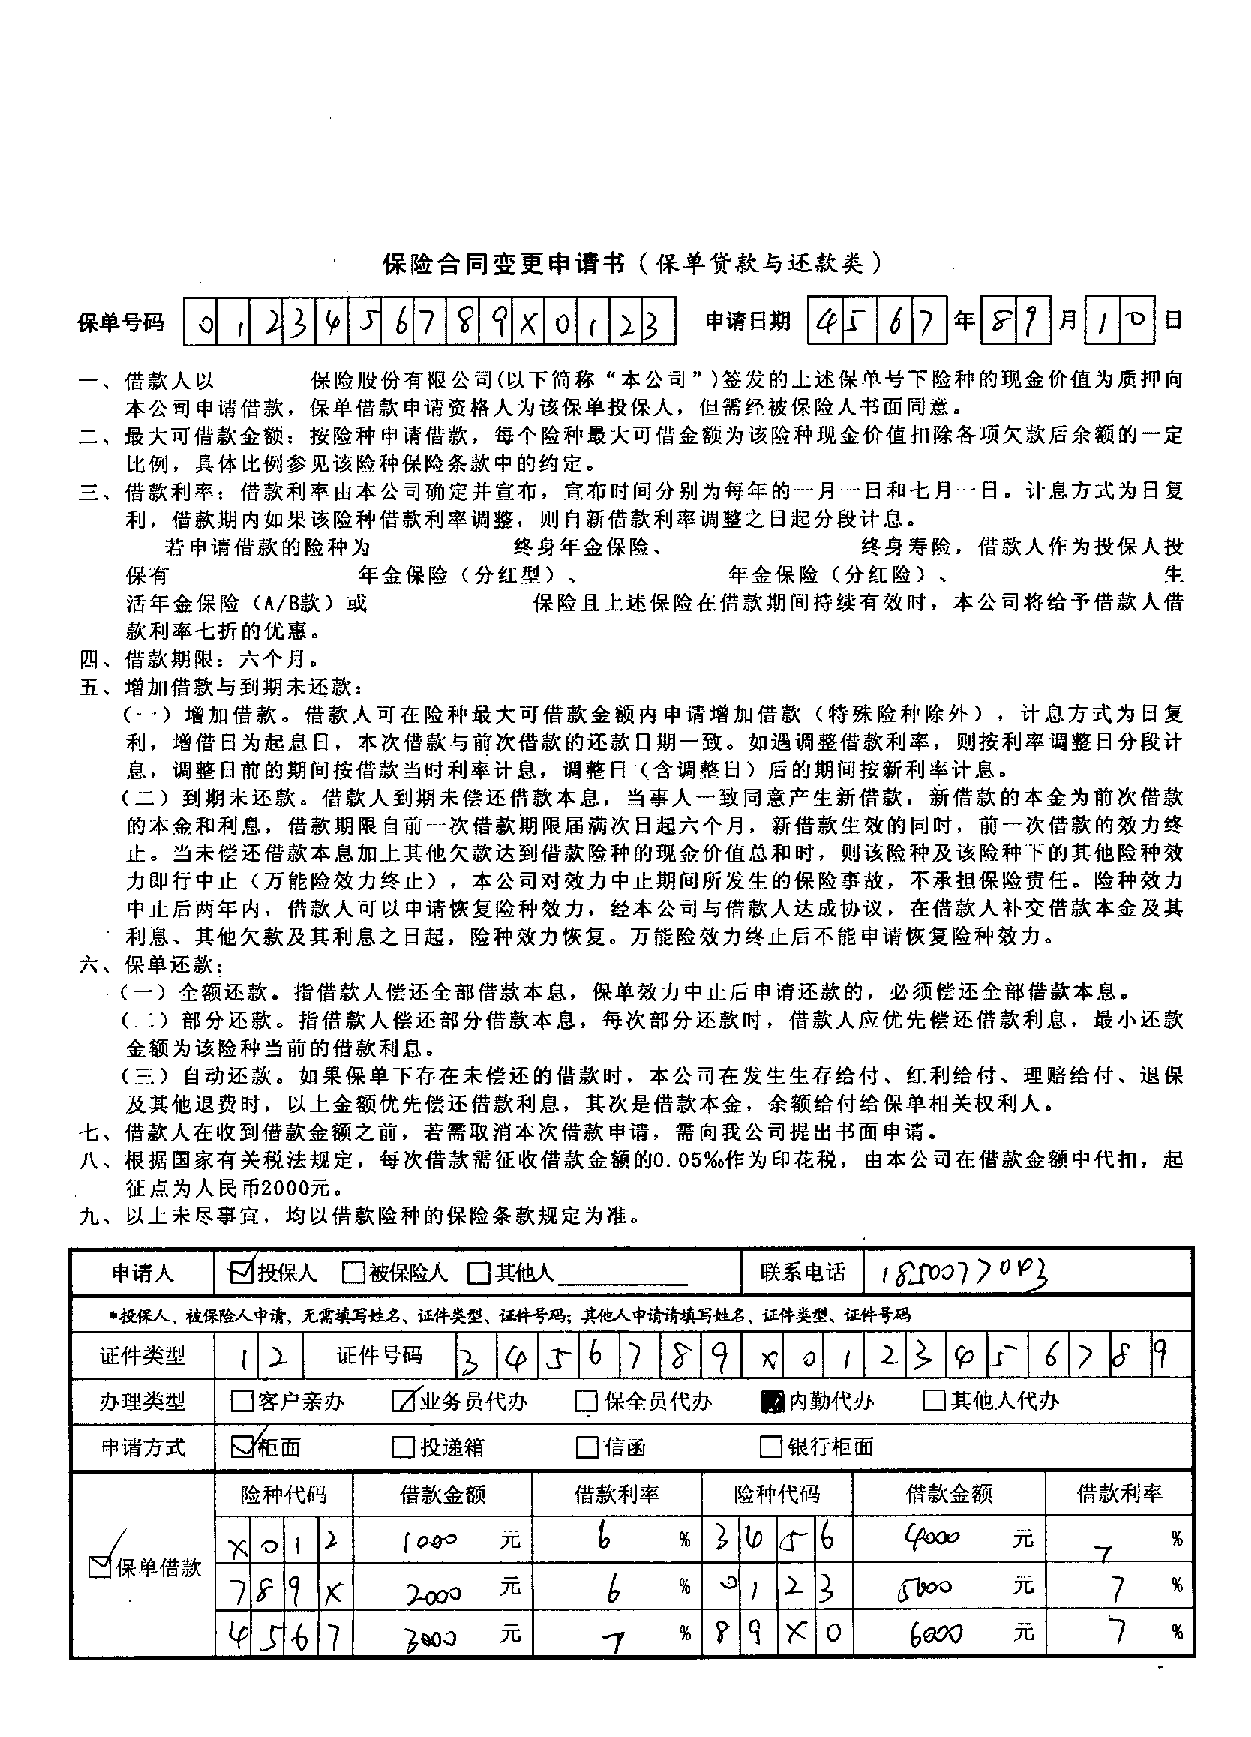 保险合同变更申请书（保单贷款与还款类）
保单号码 0 1 2 3 4 5 6 7 8 9 X 0 1 2 3 申请日期 4 5 6 7 年 8 9 月 1 0 日
一、借款人以 保险股份有限公司(以下简称“本公司”)签发的上述保单号下险种的现金价值为质押向
本公司申请借款，保单借款申请资格人为该保单投保人，但需经被保险人书面同意。
二、最大可借款金额：按险种申请借款，每个险种最大可借金额为该险种现金价值扣除各项欠款后余额的一定
比例，具体比例参见该险种保险条款中的约定。
三、借款利率：借款利率由本公司确定并宣布，宣布时间分别为每年的一月一日和七月一日。计息方式为日复
利，借款期内如果该险种借款利率调整，则自新借款利率调整之日起分段计息。
若申请借款的险种为 终身年金保险、 终身寿险，借款人作为投保人投
保有 年金保险（分红型）、 年金保险（分红险）、 生
活年金保险（A/B款）或 保险且上述保险在借款期间持续有效时，本公司将给予借款人借
款利率七折的优惠。
四、借款期限：六个月。
五、增加借款与到期未还款：
（一）增加借款。借款人可在险种最大可借款金额内申请增加借款（特殊险种除外），计息方式为日复
利，增借日为起息日，本次借款与前次借款的还款日期一致。如遇调整借款利率，则按利率调整日分段计
息，调整日前的期间按借款当时利率计息，调整日（含调整日）后的期间按新利率计息。
（二）到期未还款。借款人到期未偿还借款本息，当事人一致同意产生新借款，新借款的本金为前次借款
的本金和利息，借款期限自前一次借款期限届满次日起六个月，新借款生效的同时，前一次借款的效力终
止。当未偿还借款本息加上其他欠款达到借款险种的现金价值总和时，则该险种及该险种下的其他险种效
力即行中止（万能险效力终止），本公司对效力中止期间所发生的保险事故，不承担保险责任。险种效力
中止后两年内，借款人可以申请恢复险种效力，经本公司与借款人达成协议，在借款人补交借款本金及其
利息、其他欠款及其利息之日起，险种效力恢复。万能险效力终止后不能申请恢复险种效力。
六、保单还款：
（一）全额还款。指借款人偿还全部借款本息，保单效力中止后申请还款的，必须偿还全部借款本息。
（二）部分还款。指借款人偿还部分借款本息，每次部分还款时，借款人应优先偿还借款利息，最小还款
金额为该险种当前的借款利息。
（三）自动还款。如果保单下存在未偿还的借款时，本公司在发生生存给付、红利给付、理赔给付、退保
及其他退费时，以上金额优先偿还借款利息，其次是借款本金，余额给付给保单相关权利人。
七、借款人在收到借款金额之前，若需取消本次借款申请，需向我公司提出书面申请。
八、根据国家有关税法规定，每次借款需征收借款金额的0.05‰作为印花税，由本公司在借款金额中代扣，起
征点为人民币2000元。
九、以上未尽事宜，均以借款险种的保险条款规定为准。
申请人 投保人 被保险人 其他人 联系电话
*投保人、被保险人申请，无需填写姓名、证件类型、证件号码；其他人申请请填写姓名、证件类型、证件号码
证件类型 1 2 证件号码 3 4 5 6 7 8 9 X 0 1 2 3 4 5 6 7 8 9
办理类型 客户亲办 业务员代办 保全员代办 内勤代办 其他人代办
申请方式 柜面 投递箱 信函 银行柜面
险种代码 借款金额 借款利率 险种代码 借款金额 借款利率
X 0 1 2 1000 元 6 % 3 4 5 6 4000 元 7 %
保单借款
7 8 9 X 2000 元 6 % 0 1 2 3 5000 元 7 %
4 5 6 7 3000 元 7 % 8 9 X 0 6000 元 7 %